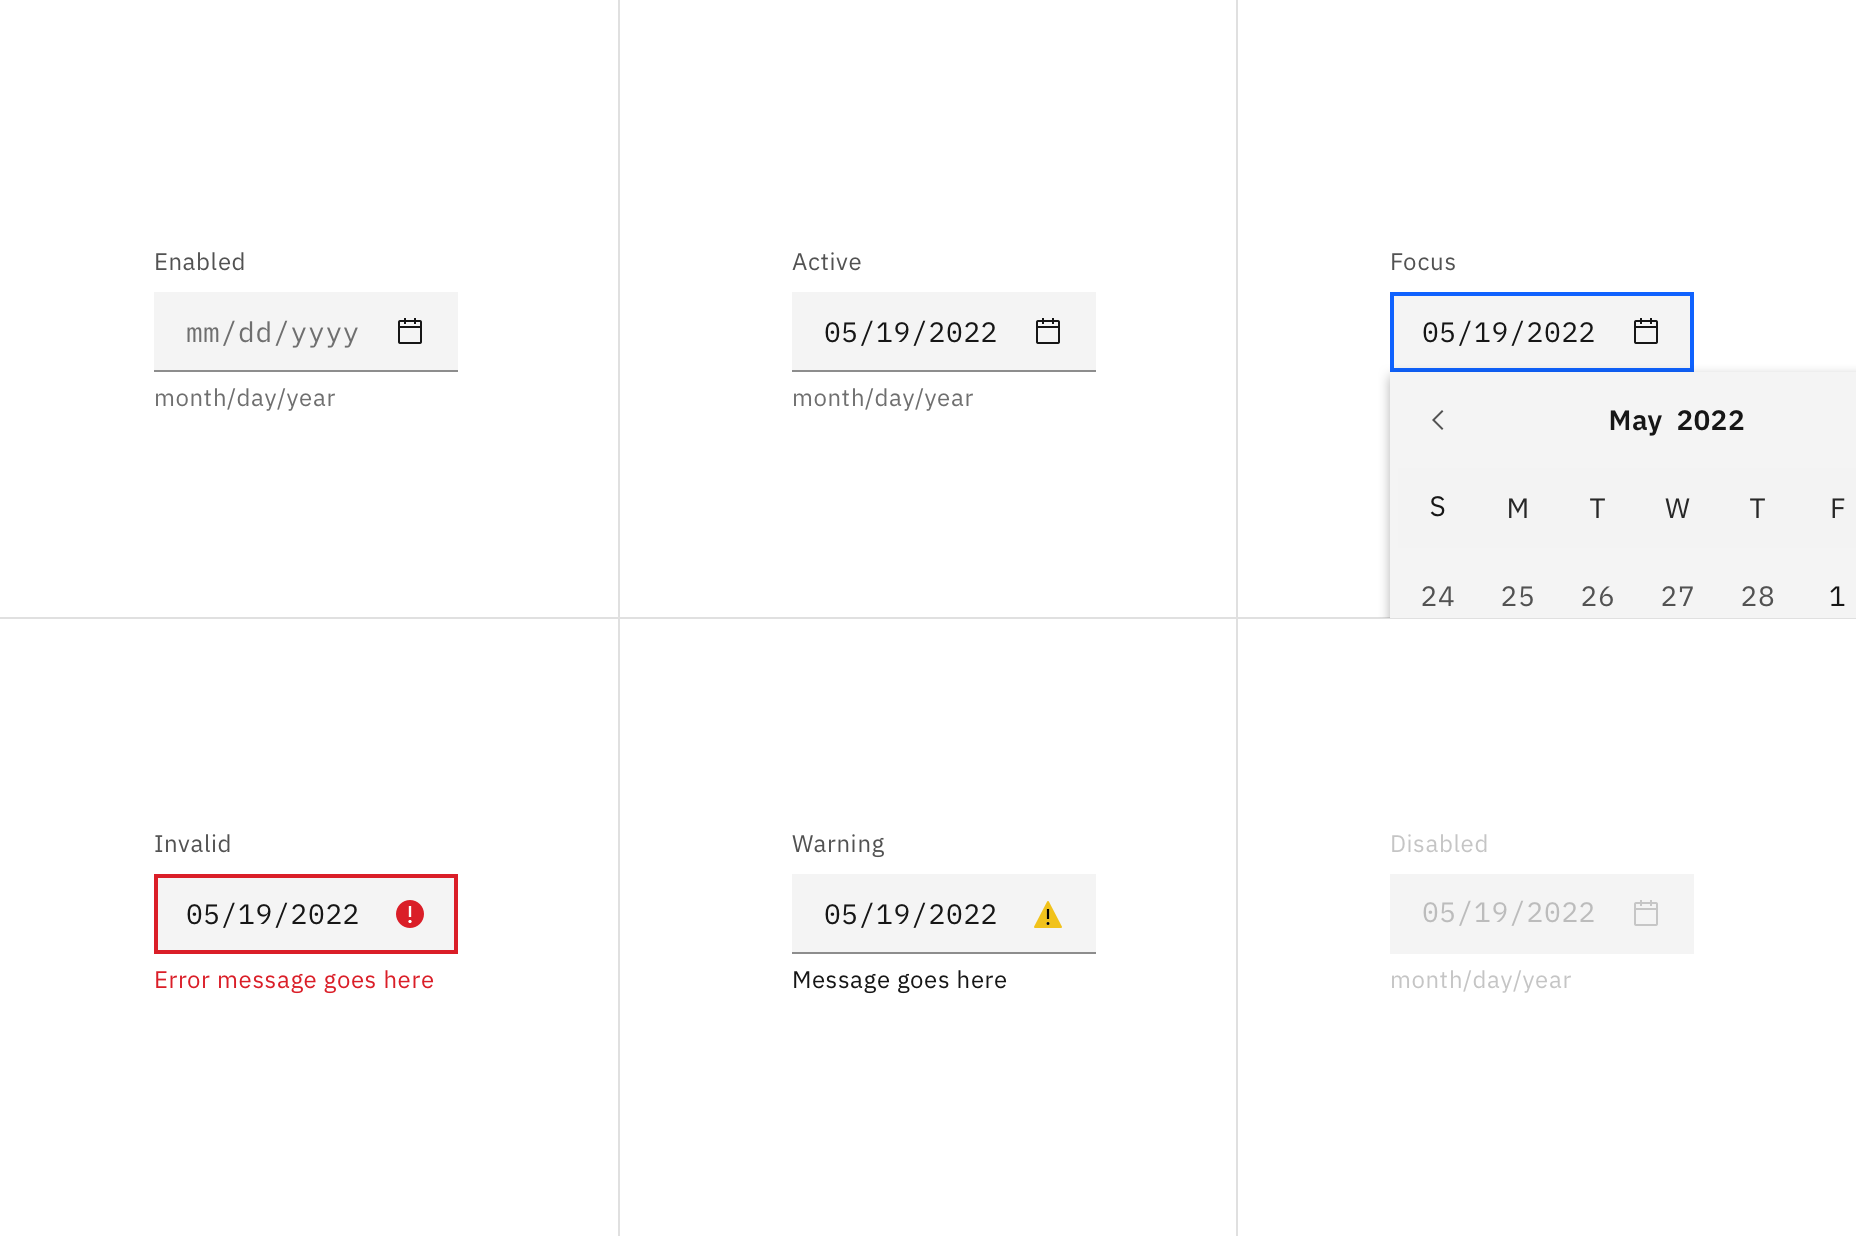 Enabled
mm/dd/yyyy
month/day/year
Active
05/19/2022
month/day/year
Focus
05/19/2022
May 2022
S M T W T F
24 25 26 27 28 1
Invalid
05/19/2022
Error message goes here
Warning
05/19/2022
Message goes here
Disabled
05/19/2022
month/day/year